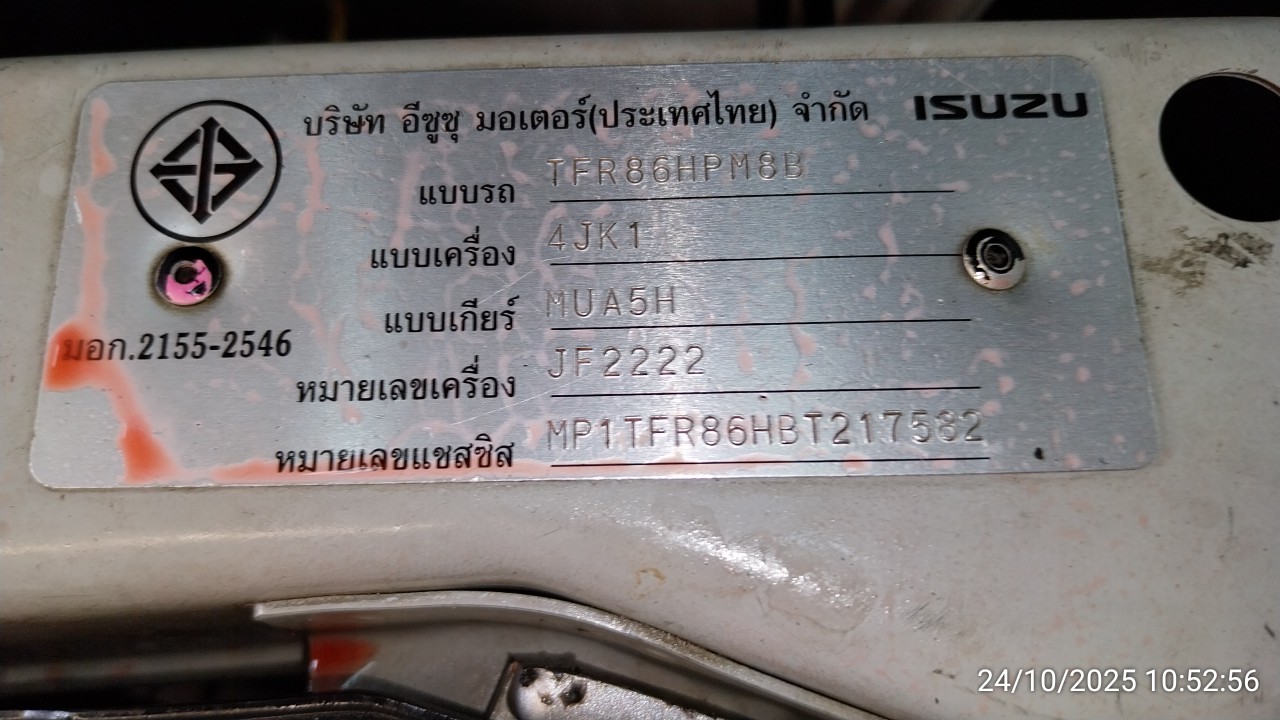 บริษัท อีซูซุ มอเตอร์(ประเทศไทย) จำกัด ISUZU
แบบรถ TFR86HPM8B
แบบเครื่อง 4JK1
แบบเกียร์ MUA5H
มอก.2155-2546
หมายเลขเครื่อง JF2222
หมายเลขแชสซิส MP1TFR86HBT217582
24/10/2025 10:52:56